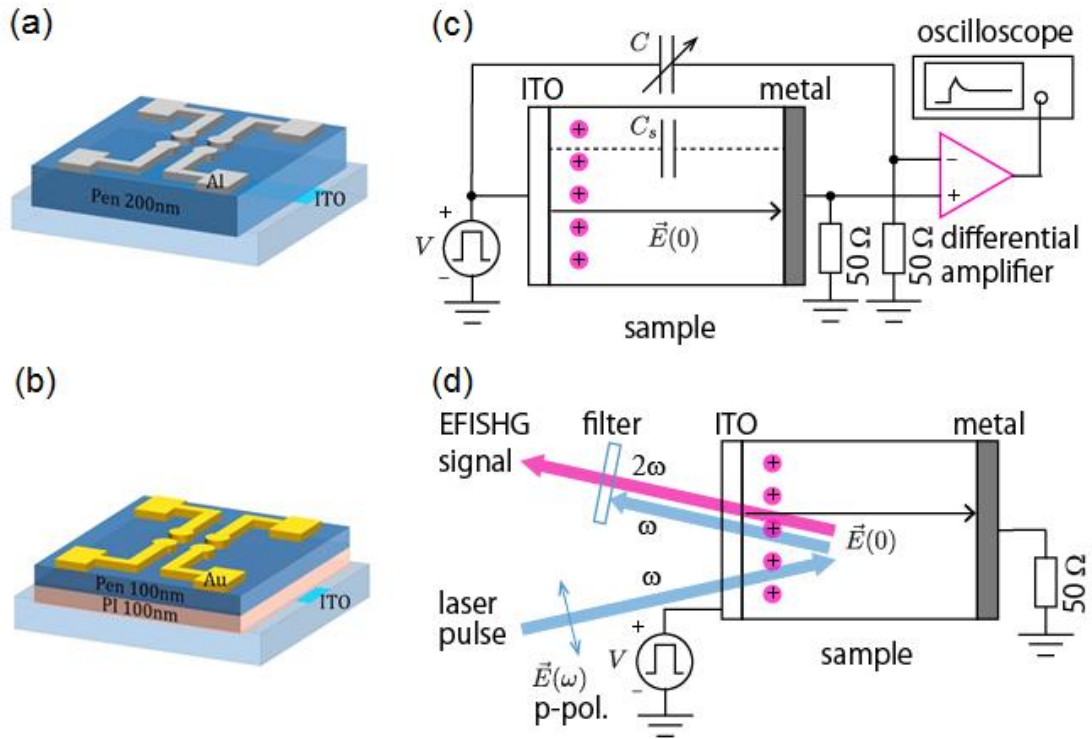 (a)
Al
Pen 200nm
ITO
(b)
Au
Pen 100nm
PI 100nm
ITO
(c)
C
oscilloscope
ITO
metal
C_s
+
+
+
+
+
−
+
+
V
−
E⃗(0)
50 Ω
50 Ω
differential
amplifier
sample
(d)
EFISHG
signal
filter
ITO
metal
2ω
ω
ω
+
+
+
+
+
E⃗(0)
laser
pulse
+
V
−
E⃗(ω)
p-pol.
50 Ω
sample